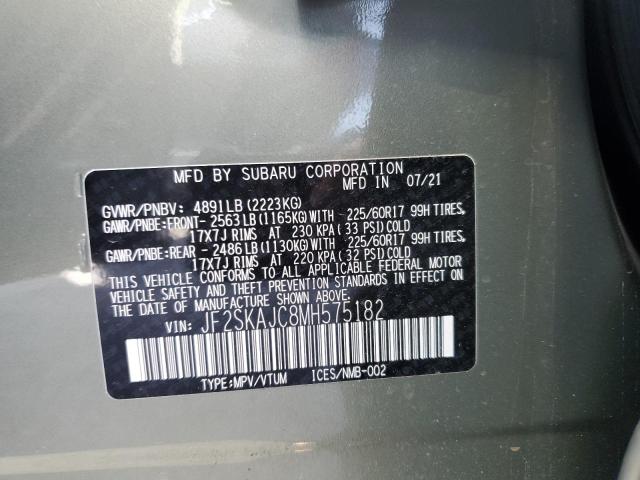 MFD BY SUBARU CORPORATION
MFD IN 07/21
GVWR/PNBV: 4891LB (2223KG)
GAWR/PNBE:FRONT- 2563LB (1165KG)WITH 225/60R17 99H TIRES,
17X7J RIMS AT 230 KPA( 33 PSI)COLD
GAWR/PNBE:REAR - 2486LB (1130KG)WITH 225/60R17 99H TIRES,
17X7J RIMS AT 220 KPA( 32 PSI)COLD
THIS VEHICLE CONFORMS TO ALL APPLICABLE FEDERAL MOTOR
VEHICLE SAFETY AND THEFT PREVENTION STANDARDS IN EFFECT
ON THE DATE OF MANUFACTURE SHOWN ABOVE.
VIN: JF2SKAJC8MH575182
TYPE:MPV/VTUM ICES/NMB-002